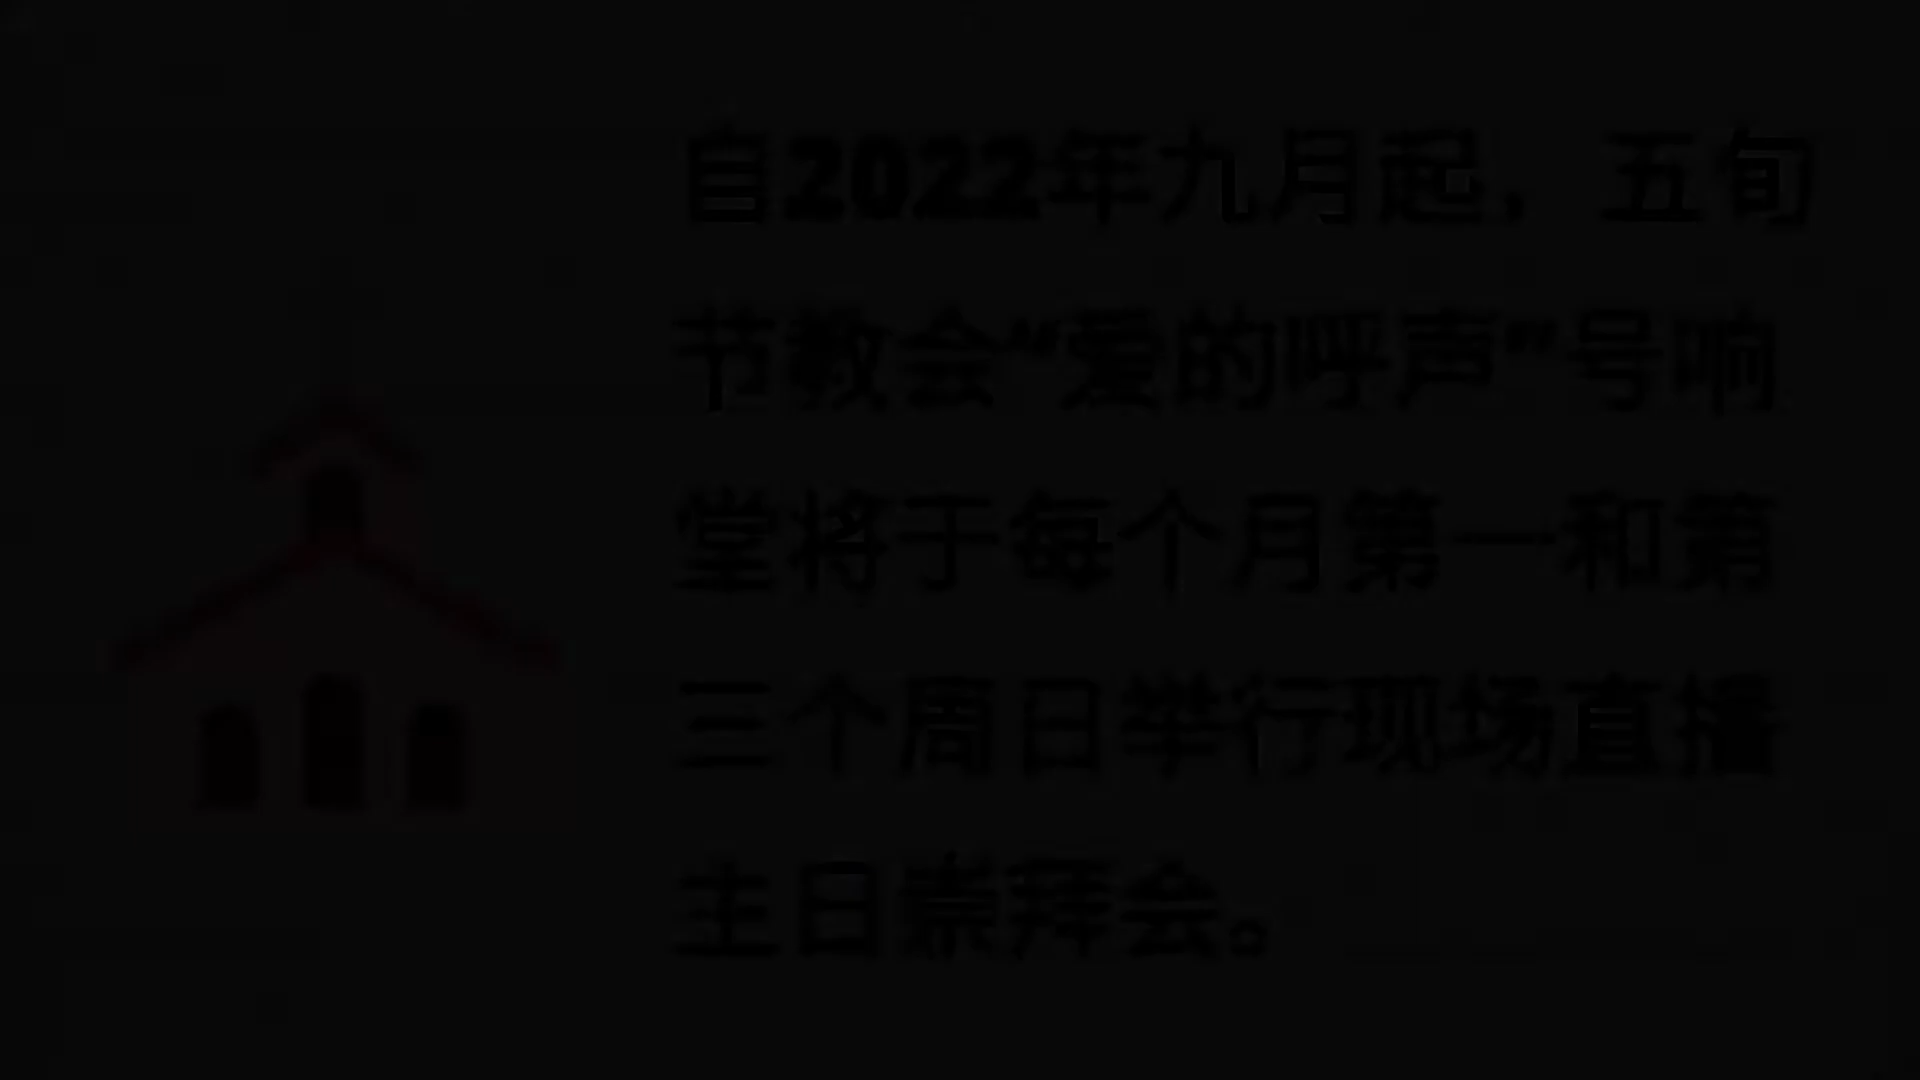 自2022年九月起，五旬
节教会“爱的呼声”号响
堂将于每个月第一和第
三个周日举行现场直播
主日崇拜会。